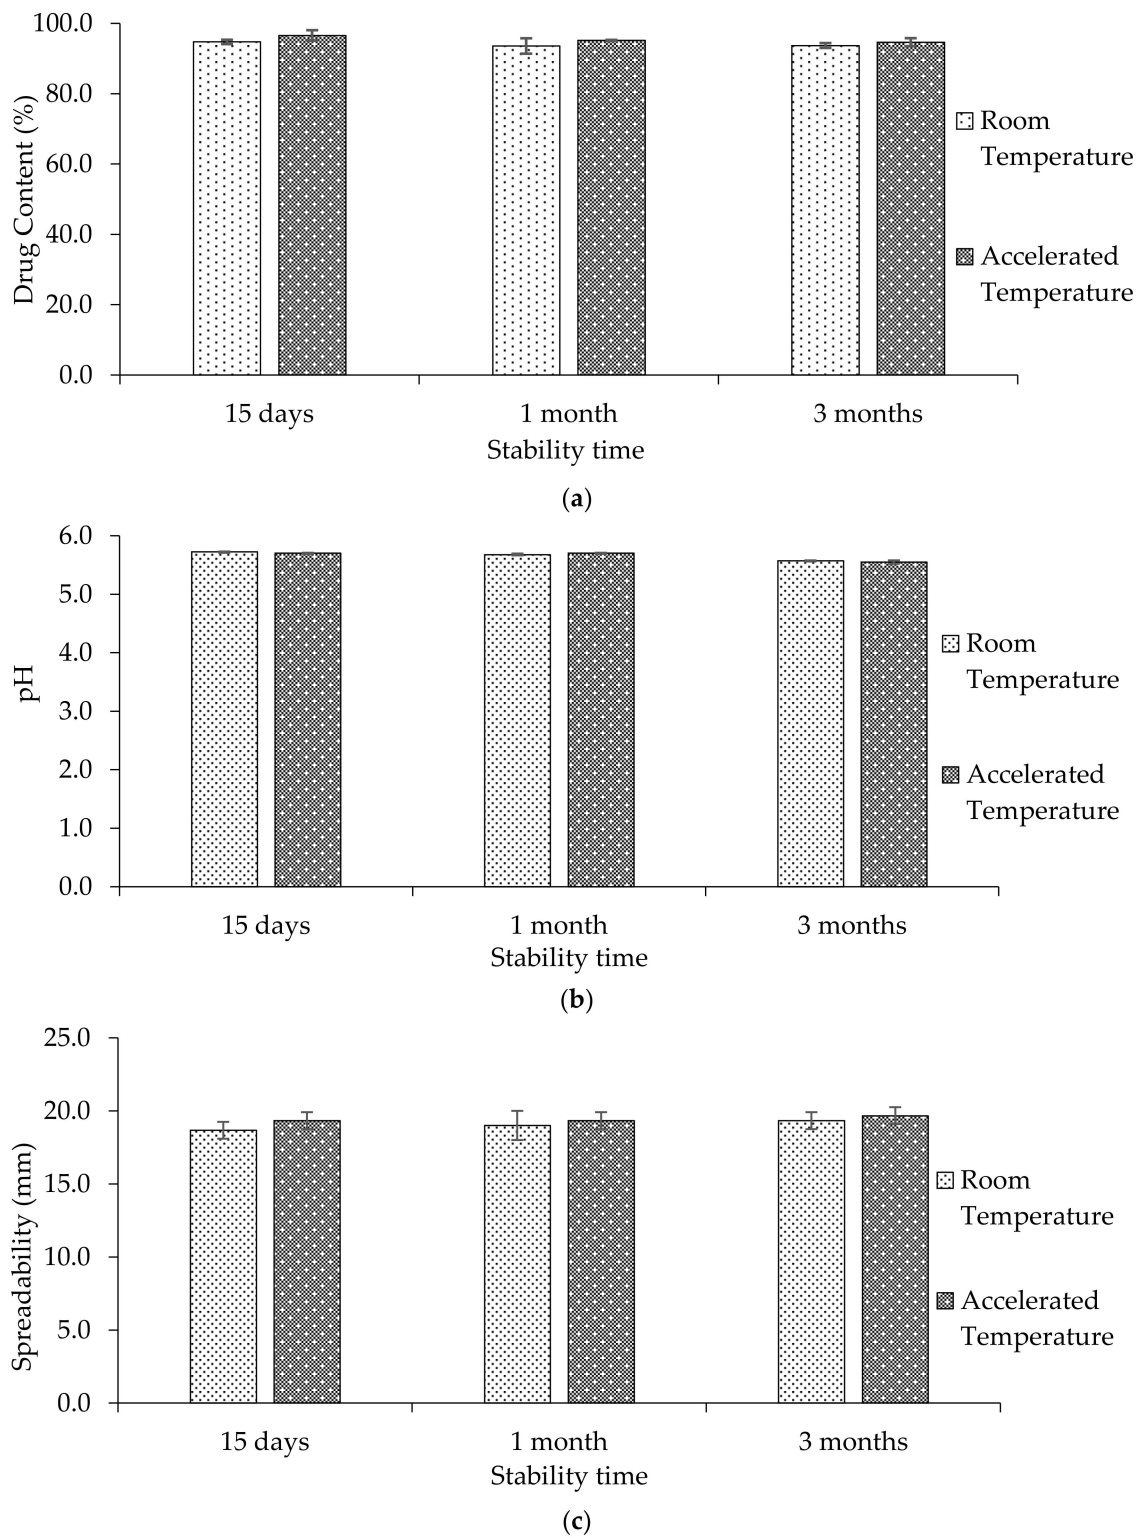 100.0
80.0
60.0
40.0
20.0
0.0
Drug Content (%)
15 days
1 month
3 months
Stability time
Room
Temperature
Accelerated
Temperature
(a)
6.0
5.0
4.0
3.0
2.0
1.0
0.0
pH
15 days
1 month
3 months
Stability time
Room
Temperature
Accelerated
Temperature
(b)
25.0
20.0
15.0
10.0
5.0
0.0
Spreadability (mm)
15 days
1 month
3 months
Stability time
Room
Temperature
Accelerated
Temperature
(c)